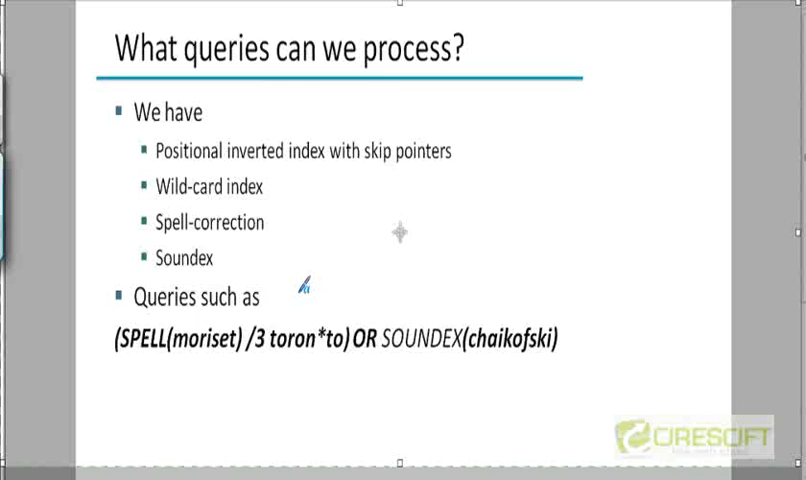 What queries can we process?
We have
Positional inverted index with skip pointers
Wild-card index
Spell-correction
Soundex
Queries such as
(SPELL(moriset) /3 toron*to) OR SOUNDEX(chaikofski)